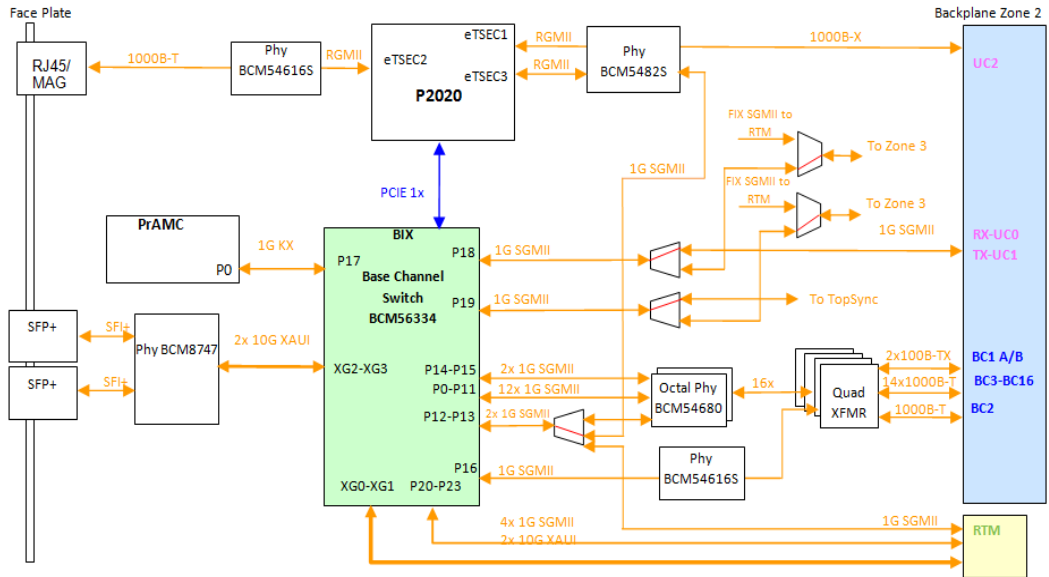 Face Plate
Backplane Zone 2
RJ45/
MAG
1000B-T
Phy
BCM54616S
RGMII
eTSEC1
eTSEC2
eTSEC3
P2020
RGMII
RGMII
Phy
BCM5482S
1000B-X
UC2
FIX SGMII to
RTM
To Zone 3
1G SGMII
FIX SGMII to
RTM
To Zone 3
1G SGMII
PCIE 1x
PrAMC
P0
1G KX
BIX
P17
Base Channel
Switch
BCM56334
P18
1G SGMII
RX-UC0
TX-UC1
P19
1G SGMII
To TopSync
SFP+
SFI+
Phy BCM8747
2x 10G XAUI
XG2-XG3
SFP+
SFI+
P14-P15
2x 1G SGMII
P0-P11
12x 1G SGMII
P12-P13
2x 1G SGMII
Octal Phy
BCM54680
16x
Quad
XFMR
2x100B-TX
BC1 A/B
14x1000B-T
BC3-BC16
1000B-T
BC2
P16
1G SGMII
Phy
BCM54616S
XG0-XG1
P20-P23
4x 1G SGMII
2x 10G XAUI
1G SGMII
RTM